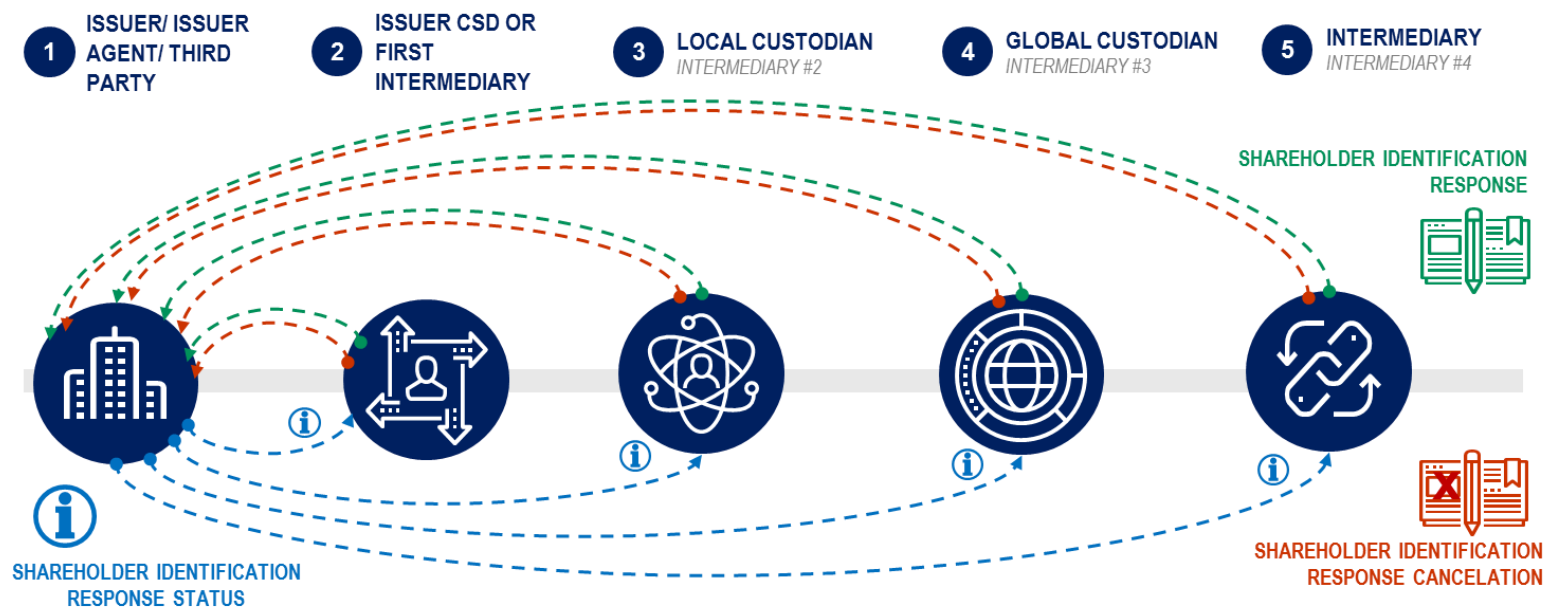 1
ISSUER/ ISSUER
AGENT/ THIRD
PARTY
2
ISSUER CSD OR
FIRST
INTERMEDIARY
3
LOCAL CUSTODIAN
INTERMEDIARY #2
4
GLOBAL CUSTODIAN
INTERMEDIARY #3
5
INTERMEDIARY
INTERMEDIARY #4
SHAREHOLDER IDENTIFICATION
RESPONSE
SHAREHOLDER IDENTIFICATION
RESPONSE STATUS
SHAREHOLDER IDENTIFICATION
RESPONSE CANCELATION